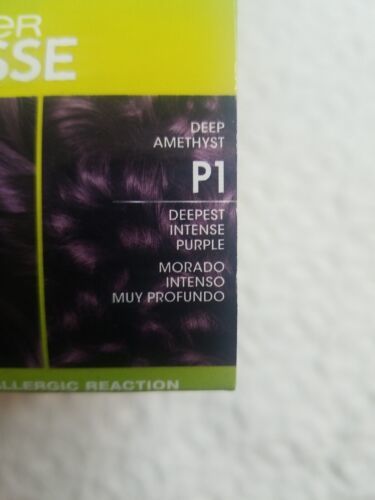 SSE
DEEP
AMETHYST
P1
DEEPEST
INTENSE
PURPLE
MORADO
INTENSO
MUY PROFUNDO
ALLERGIC REACTION